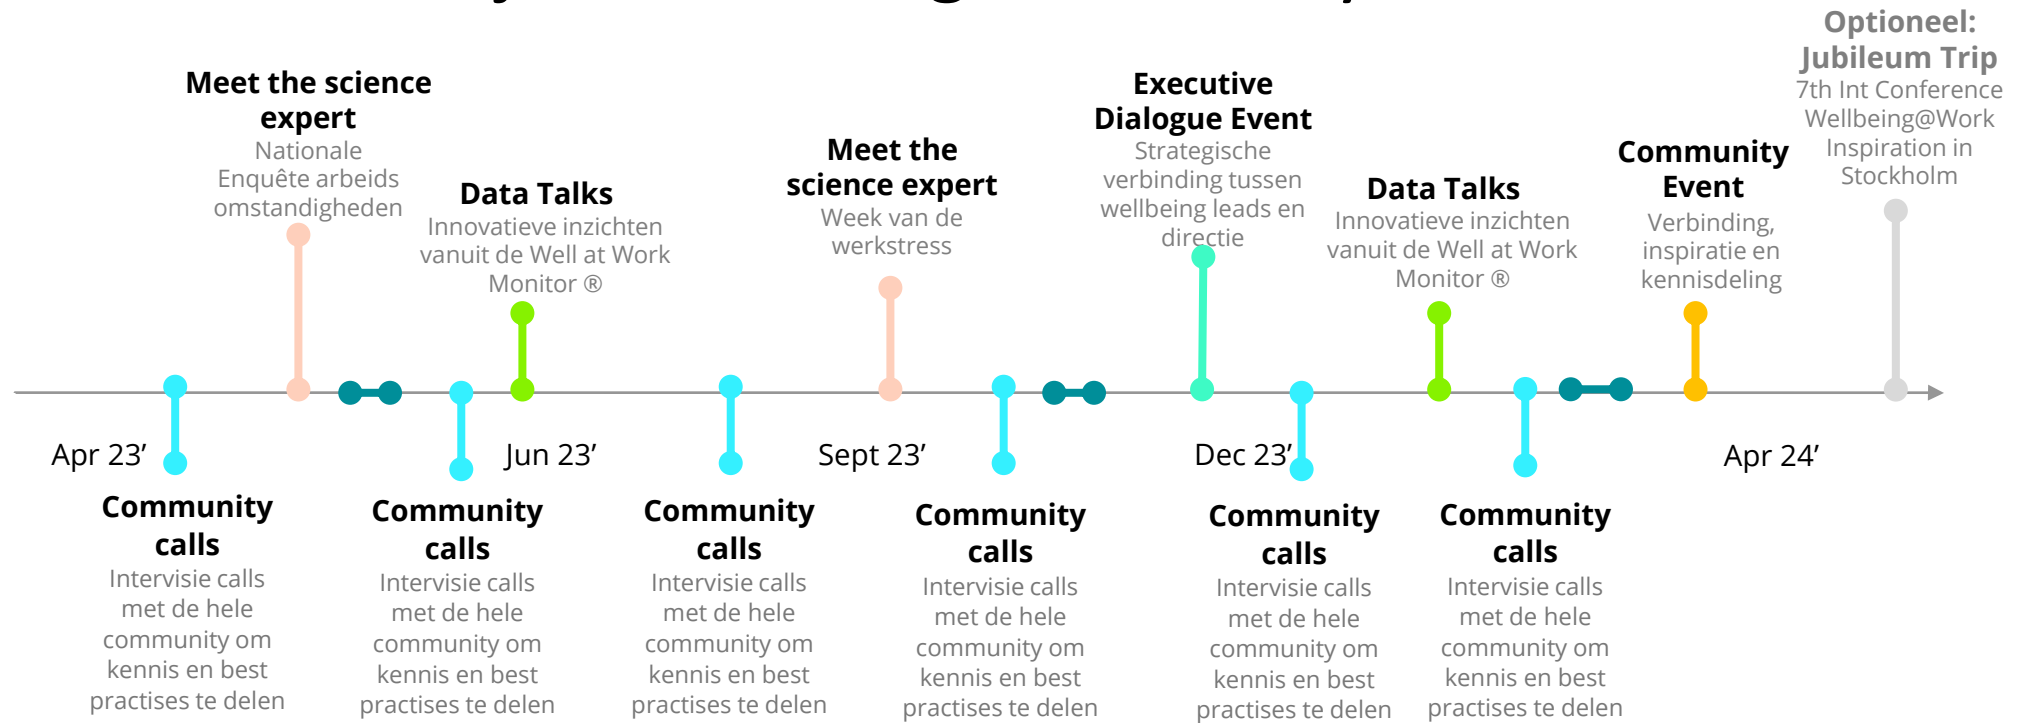 Optioneel:
Jubileum Trip
7th Int Conference
Wellbeing@Work
Inspiration in
Stockholm
Meet the science
expert
Nationale
Enquête arbeids
omstandigheden
Data Talks
Innovatieve inzichten
vanuit de Well at Work
Monitor ®
Meet the
science expert
Week van de
werkstress
Executive
Dialogue Event
Strategische
verbinding tussen
wellbeing leads en
directie
Data Talks
Innovatieve inzichten
vanuit de Well at Work
Monitor ®
Community
Event
Verbinding,
inspiratie en
kennisdeling
Apr 23’
Jun 23’
Sept 23’
Dec 23’
Apr 24’
Community
calls
Intervisie calls
met de hele
community om
kennis en best
practises te delen
Community
calls
Intervisie calls
met de hele
community om
kennis en best
practises te delen
Community
calls
Intervisie calls
met de hele
community om
kennis en best
practises te delen
Community
calls
Intervisie calls
met de hele
community om
kennis en best
practises te delen
Community
calls
Intervisie calls
met de hele
community om
kennis en best
practises te delen
Community
calls
Intervisie calls
met de hele
community om
kennis en best
practises te delen